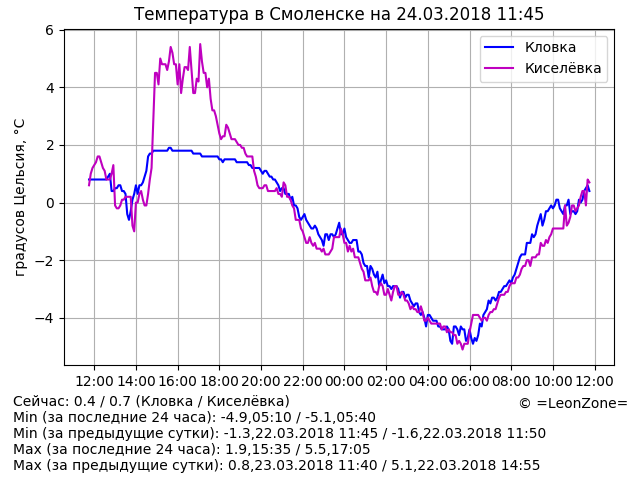 Температура в Смоленске на 24.03.2018 11:45
градусов Цельсия, °C
6
4
2
0
−2
−4
Кловка
Киселёвка
12:00 14:00 16:00 18:00 20:00 22:00 00:00 02:00 04:00 06:00 08:00 10:00 12:00
Сейчас: 0.4 / 0.7 (Кловка / Киселёвка)
© =LeonZone=
Min (за последние 24 часа): -4.9,05:10 / -5.1,05:40
Min (за предыдущие сутки): -1.3,22.03.2018 11:45 / -1.6,22.03.2018 11:50
Max (за последние 24 часа): 1.9,15:35 / 5.5,17:05
Max (за предыдущие сутки): 0.8,23.03.2018 11:40 / 5.1,22.03.2018 14:55